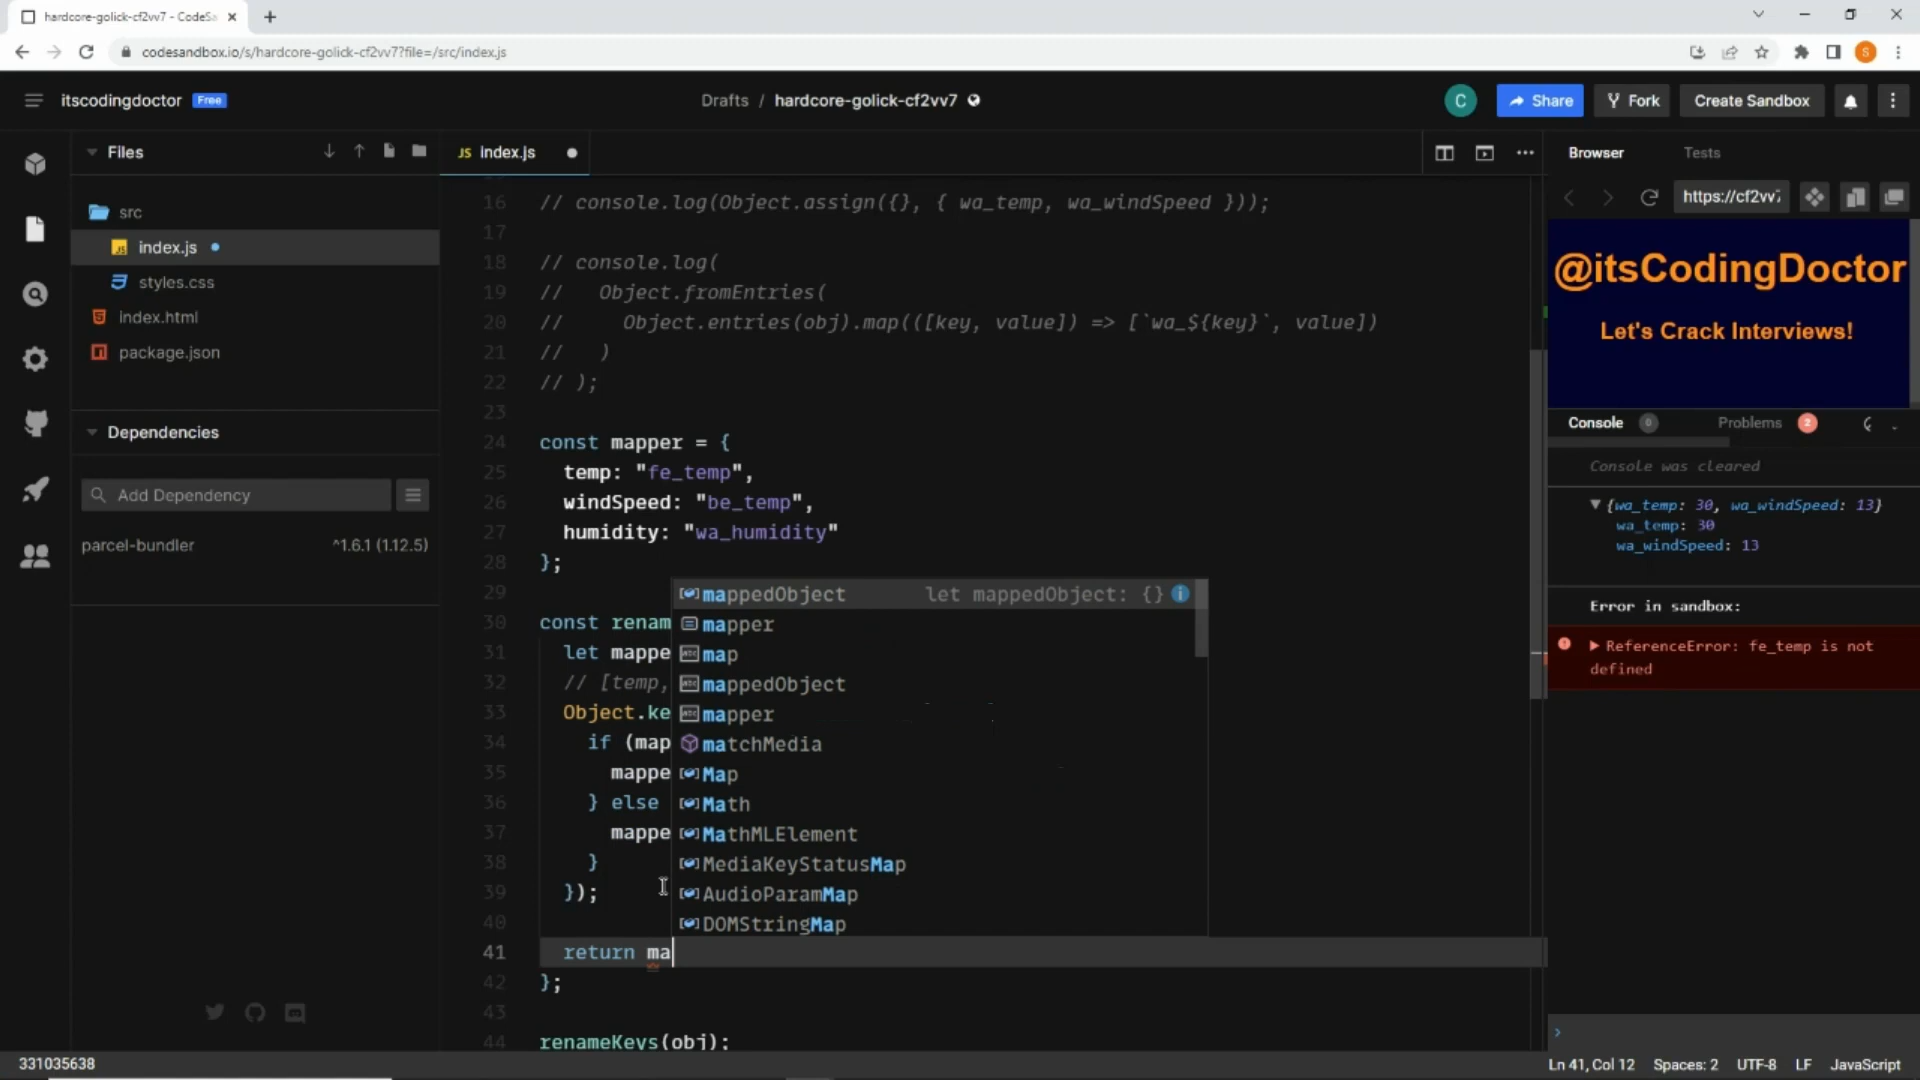 hardcore-golick-cf2vv7 - CodeSa
codesandbox.io/s/hardcore-golick-cf2vv7?file=/src/index.js
S
itscodingdoctor Free
Drafts / hardcore-golick-cf2vv7
C
Share
Fork
Create Sandbox
Files
src
index.js
styles.css
index.html
package.json
Dependencies
Add Dependency
parcel-bundler ^1.6.1 (1.12.5)
331035638
JS index.js
16 // console.log(Object.assign({}, { wa_temp, wa_windSpeed }));
17
18 // console.log(
19 //   Object.fromEntries(
20 //     Object.entries(obj).map(([key, value]) => [`wa_${key}`, value])
21 //   )
22 // );
23
24 const mapper = {
25   temp: "fe_temp",
26   windSpeed: "be_temp",
27   humidity: "wa_humidity"
28 };
29
30 const renam
31   let mappe
32   // [temp,
33   Object.ke
34     if (map
35       mappe
36     } else
37       mappe
38     }
39   });
40
41   return ma
42 };
43
44 renameKeys(obj);
mappedObject let mappedObject: {}
mapper
map
mappedObject
mapper
matchMedia
Map
Math
MathMLElement
MediaKeyStatusMap
AudioParamMap
DOMStringMap
Browser Tests
https://cf2vv7
@itsCodingDoctor
Let's Crack Interviews!
Console 0 Problems 2
Console was cleared
{wa_temp: 30, wa_windSpeed: 13}
wa_temp: 30
wa_windSpeed: 13
Error in sandbox:
ReferenceError: fe_temp is not
defined
Ln 41, Col 12 Spaces: 2 UTF-8 LF JavaScript